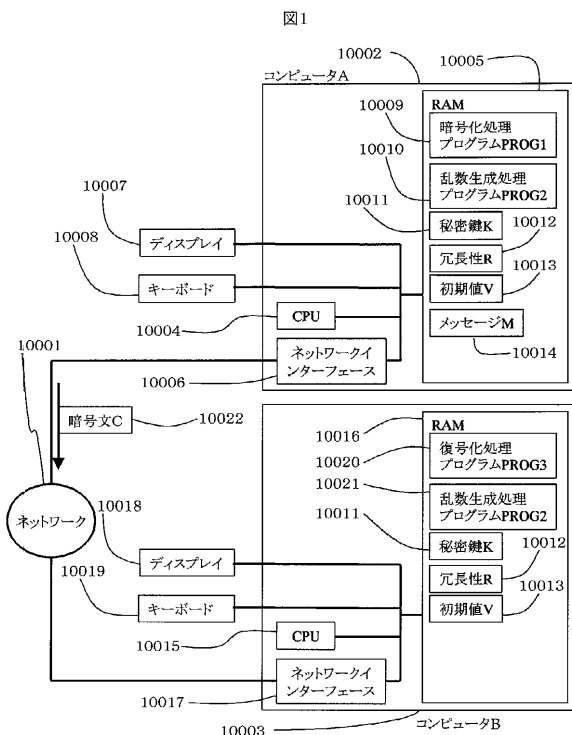 図1
10002
10005
コンピュータA
RAM
10009
暗号化処理
プログラムPROG1
10010
乱数生成処理
プログラムPROG2
10011
秘密鍵K
10012
冗長性R
10013
初期値V
メッセージM
10014
10007
ディスプレイ
10008
キーボード
10004
CPU
10006
ネットワークイ
ンターフェース
10001
暗号文C
10022
ネットワーク
10016
RAM
10020
復号化処理
プログラムPROG3
10021
乱数生成処理
プログラムPROG2
10011
秘密鍵K
10012
冗長性R
10013
初期値V
10018
ディスプレイ
10019
キーボード
10015
CPU
10017
ネットワークイ
ンターフェース
10003
コンピュータB